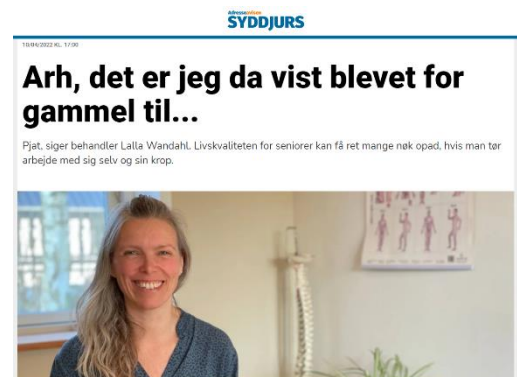 Adresseavisen
SYDDJURS
10/04/2022 KL. 17:00
Arh, det er jeg da vist blevet for
gammel til...
Pjat, siger behandler Lalla Wandahl. Livskvaliteten for seniorer kan få ret mange nøk opad, hvis man tør
arbejde med sig selv og sin krop.